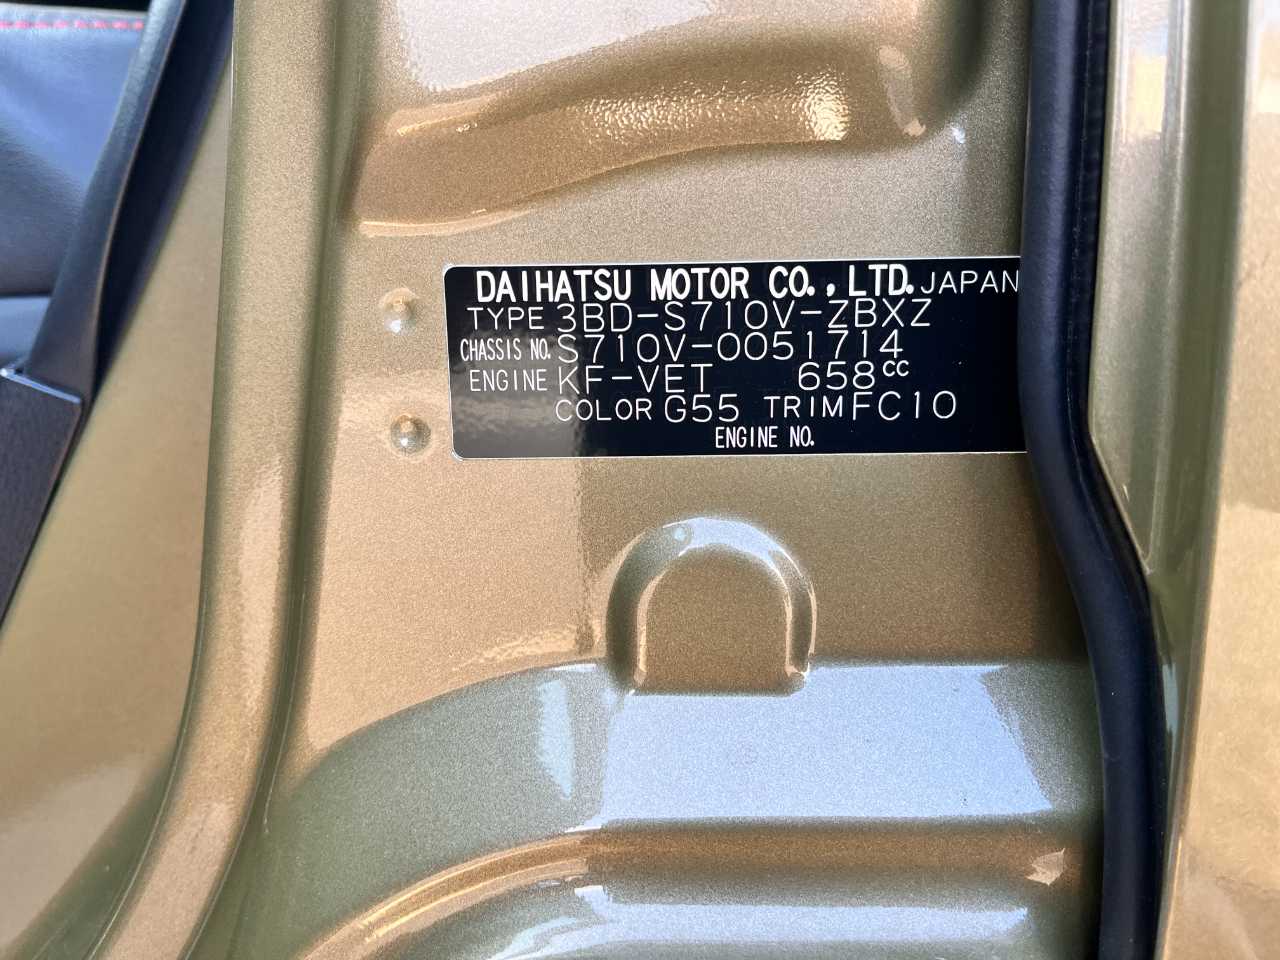 DAIHATSU MOTOR CO., LTD. JAPAN
TYPE 3BD-S710V-ZBXZ
CHASSIS NO. S710V-0051714
ENGINE KF-VET 658cc
COLOR G55 TRIM FC10
ENGINE NO.